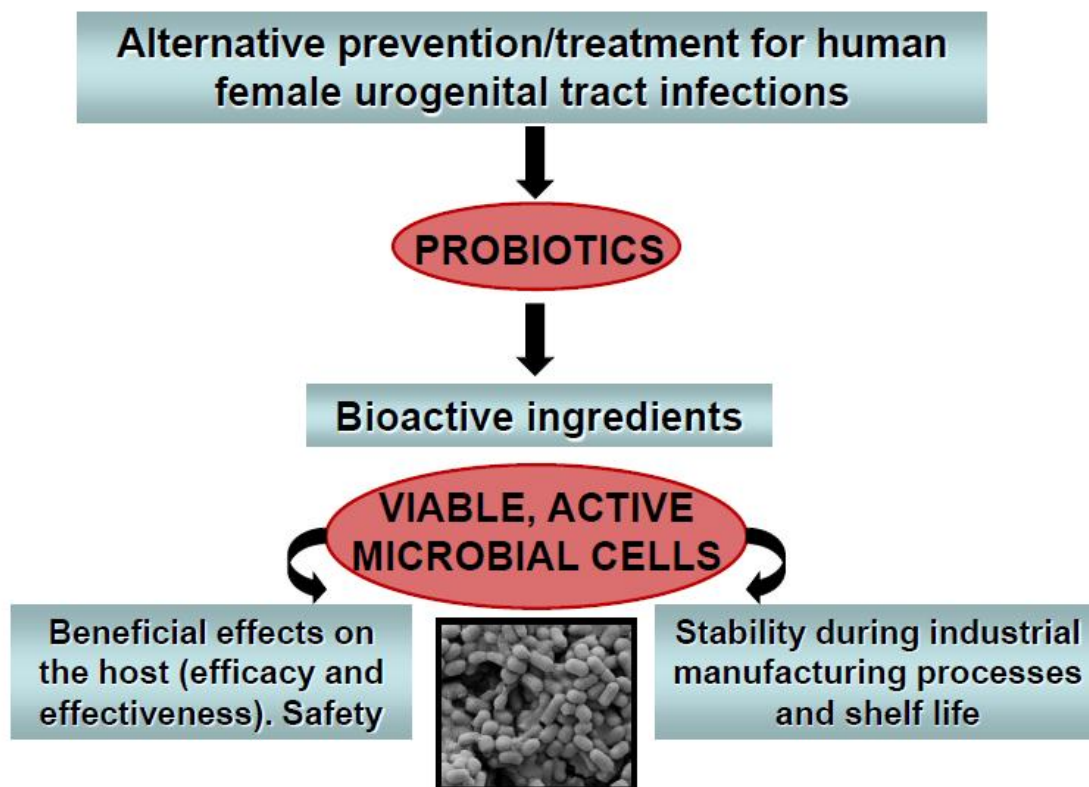 Alternative prevention/treatment for human
female urogenital tract infections
PROBIOTICS
Bioactive ingredients
VIABLE, ACTIVE
MICROBIAL CELLS
Beneficial effects on
the host (efficacy and
effectiveness). Safety
Stability during industrial
manufacturing processes
and shelf life